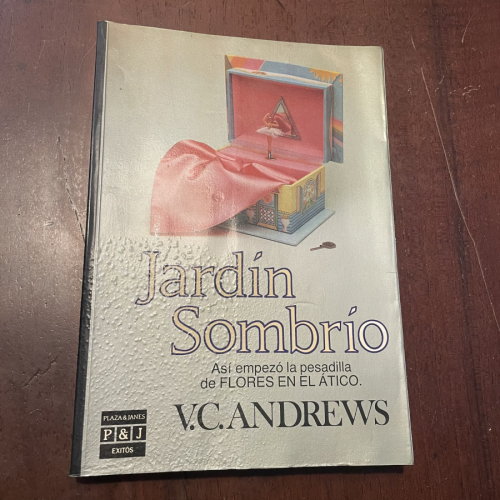 Jardín
Sombrío
Así empezó la pesadilla
de FLORES EN EL ÁTICO.
V.C. ANDREWS
PLAZA & JANES
P&J
EXITOS